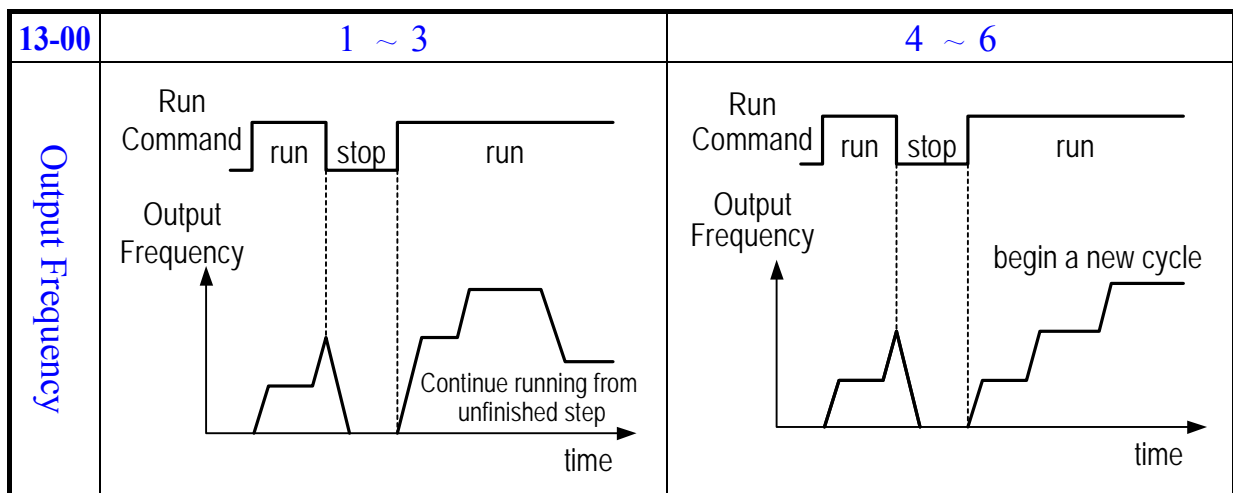 13-00
1 ~ 3
4 ~ 6
Output Frequency
Run
Command
run
stop
run
Output
Frequency
Continue running from
unfinished step
time
Run
Command
run
stop
run
Output
Frequency
begin a new cycle
time